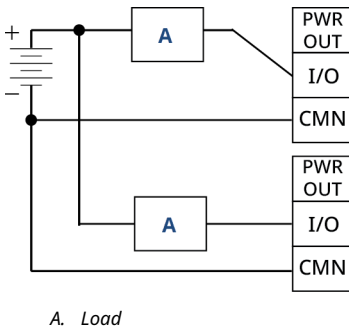 PWR
OUT
+
A
I/O
−
CMN
PWR
OUT
A
I/O
CMN
A. Load